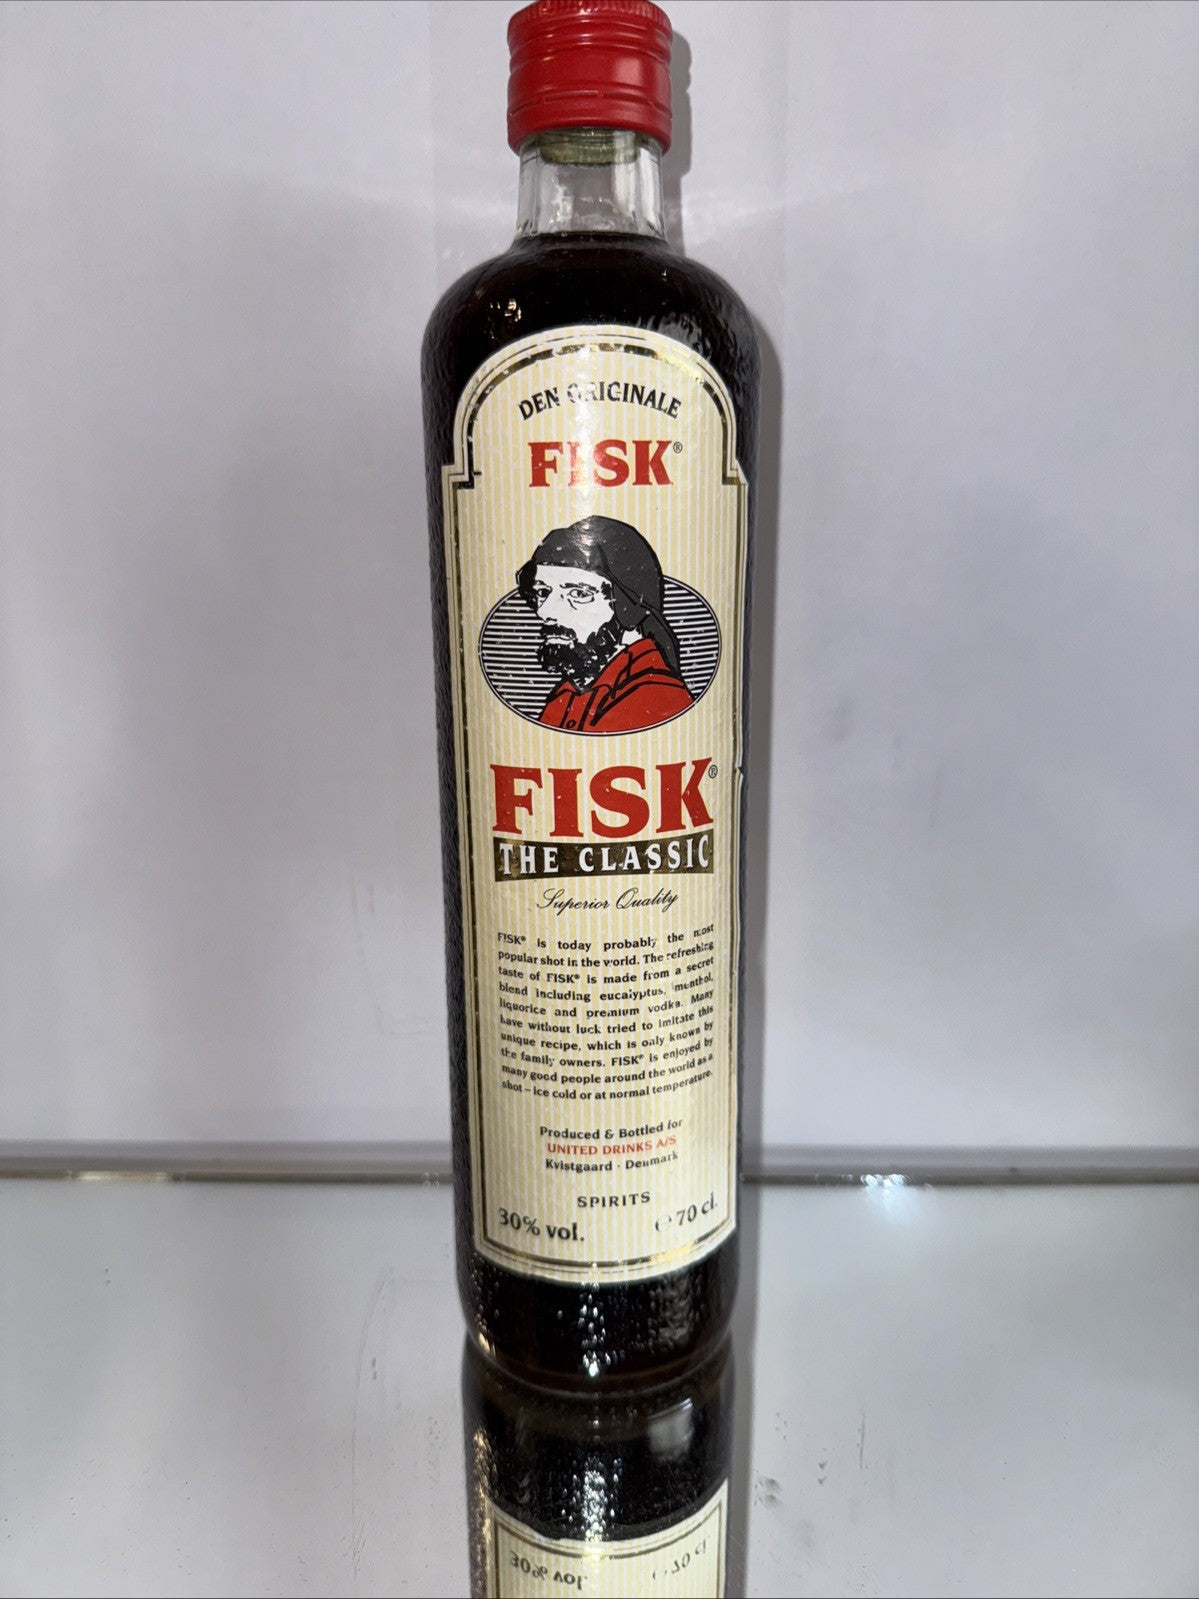 DEN ORIGINALE
FISK®
FISK®
THE CLASSIC
Superior Quality
FISK® is today probably the most
popular shot in the world. The refreshing
taste of FISK® is made from a secret
blend including eucalyptus, menthol,
liquorice and premium vodka. Many
have without luck tried to imitate this
unique recipe, which is only known by
the family owners. FISK® is enjoyed by
many good people around the world as a
shot – ice cold or at normal temperature.
Produced & Bottled for
UNITED DRINKS A/S
Kvistgaard · Denmark
SPIRITS
30% vol. ℮ 70 cl.